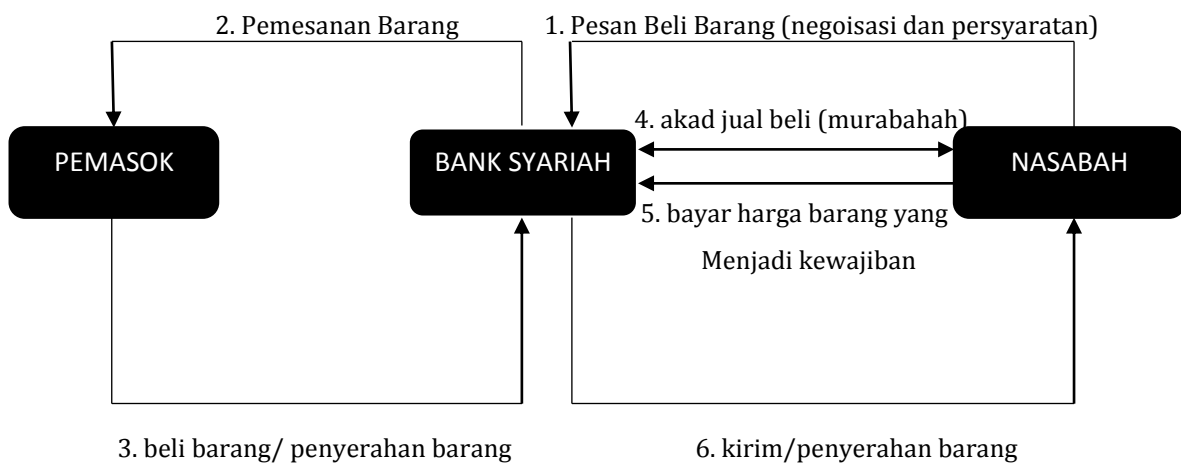 2. Pemesanan Barang
1. Pesan Beli Barang (negoisasi dan persyaratan)
4. akad jual beli (murabahah)
PEMASOK
BANK SYARIAH
NASABAH
5. bayar harga barang yang
Menjadi kewajiban
3. beli barang/ penyerahan barang
6. kirim/penyerahan barang